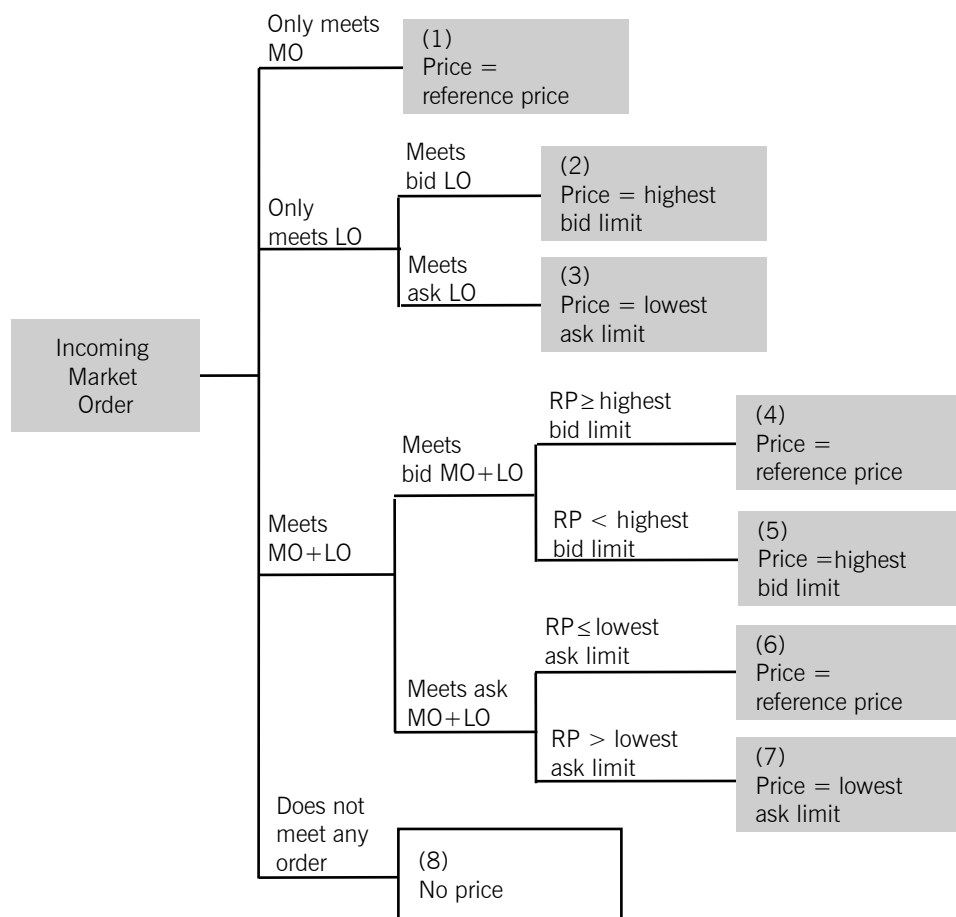 Only meets
MO
(1)
Price =
reference price
Meets
bid LO
(2)
Price = highest
bid limit
Only
meets LO
Meets
ask LO
(3)
Price = lowest
ask limit
Incoming
Market
Order
RP ≥ highest
bid limit
(4)
Price =
reference price
Meets
bid MO+LO
RP < highest
bid limit
(5)
Price =highest
bid limit
Meets
MO+LO
RP ≤ lowest
ask limit
(6)
Price =
reference price
Meets ask
MO+LO
RP > lowest
ask limit
(7)
Price = lowest
ask limit
Does not
meet any
order
(8)
No price